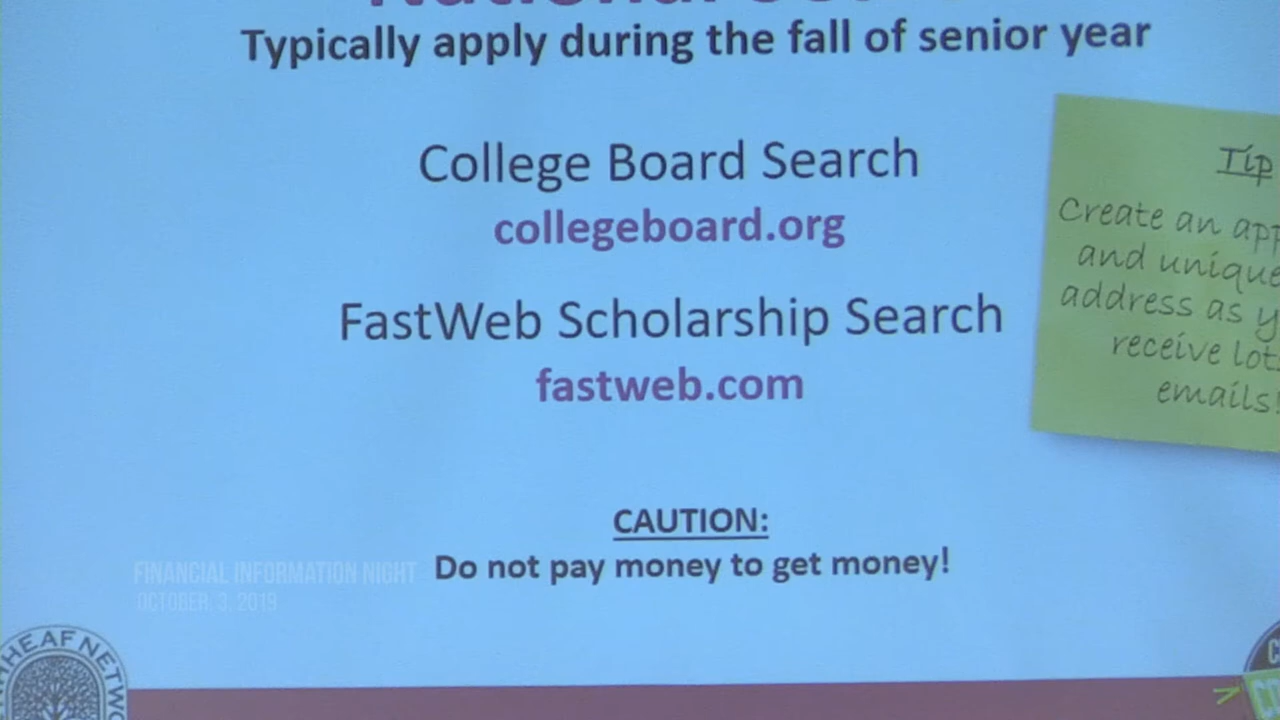 Typically apply during the fall of senior year
College Board Search
collegeboard.org
FastWeb Scholarship Search
fastweb.com
CAUTION:
Do not pay money to get money!
Tip
Create an
and unique
address as
receive
emails!
FINANCIAL INFORMATION NIGHT
OCTOBER, 3, 2019